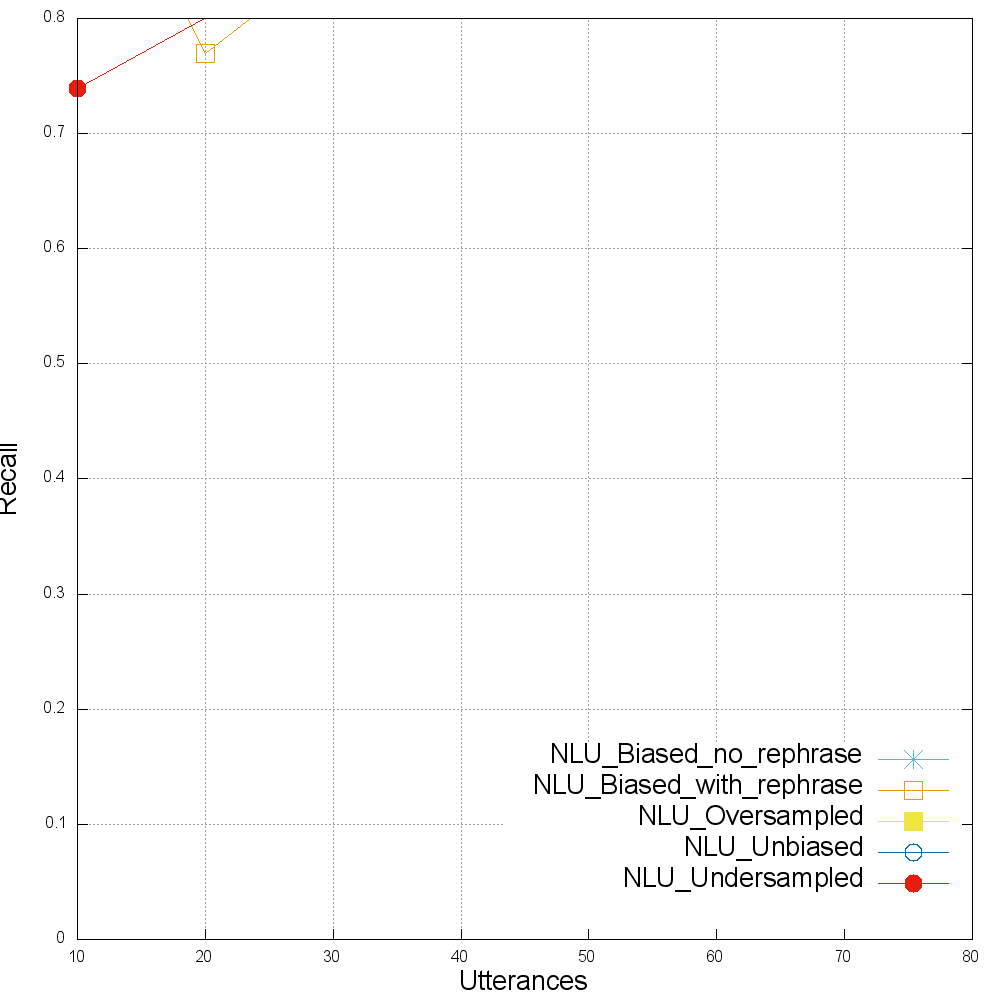 0.8
0.7
0.6
0.5
0.4
0.3
0.2
0.1
0
Recall
NLU_Biased_no_rephrase
NLU_Biased_with_rephrase
NLU_Oversampled
NLU_Unbiased
NLU_Undersampled
10 20 30 40 50 60 70 80
Utterances